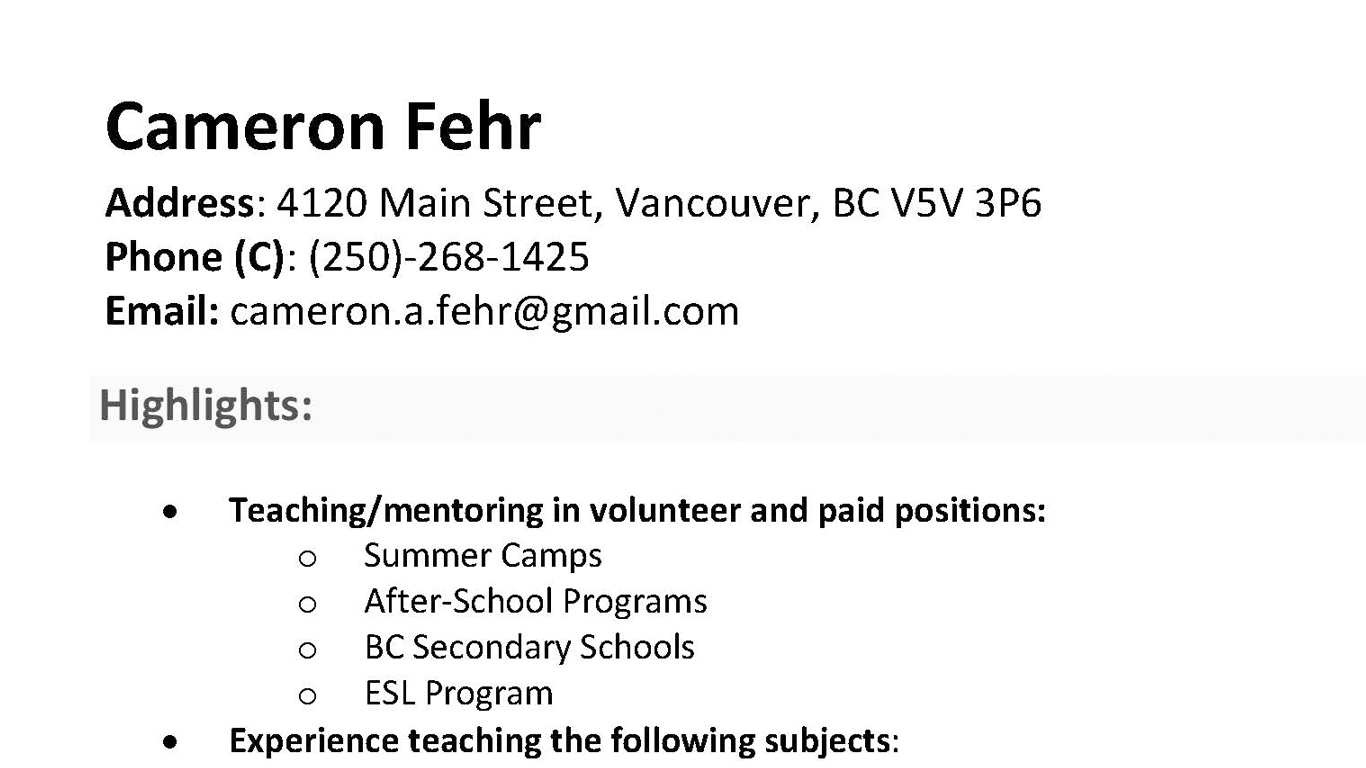 Cameron Fehr
Address: 4120 Main Street, Vancouver, BC V5V 3P6
Phone (C): (250)-268-1425
Email: cameron.a.fehr@gmail.com
Highlights:
• Teaching/mentoring in volunteer and paid positions:
o Summer Camps
o After-School Programs
o BC Secondary Schools
o ESL Program
• Experience teaching the following subjects: